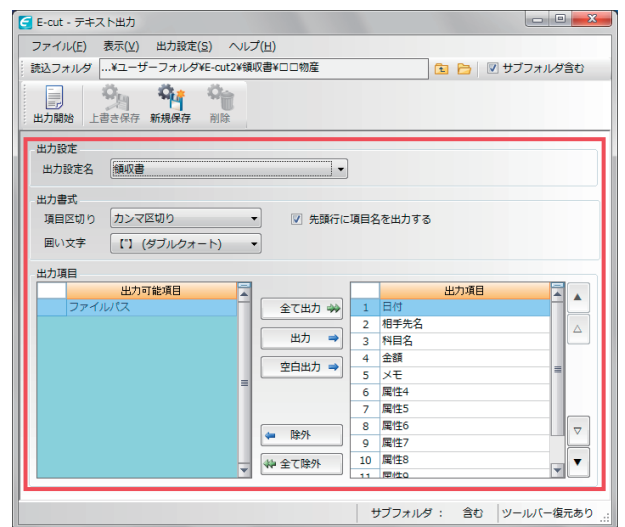 E-cut - テキスト出力
ファイル(F) 表示(V) 出力設定(S) ヘルプ(H)
読込フォルダ ...¥ユーザーフォルダ¥E-cut2¥領収書¥□□物産 サブフォルダ含む
出力開始 上書き保存 新規保存 削除
出力設定
出力設定名 領収書
出力書式
項目区切り カンマ区切り 先頭行に項目名を出力する
囲い文字 【"】(ダブルクォート)
出力項目
出力可能項目
ファイルパス
全て出力
出力
空白出力
除外
全て除外
出力項目
1 日付
2 相手先名
3 科目名
4 金額
5 メモ
6 属性4
7 属性5
8 属性6
9 属性7
10 属性8
11 属性9
サブフォルダ : 含む ツールバー復元あり